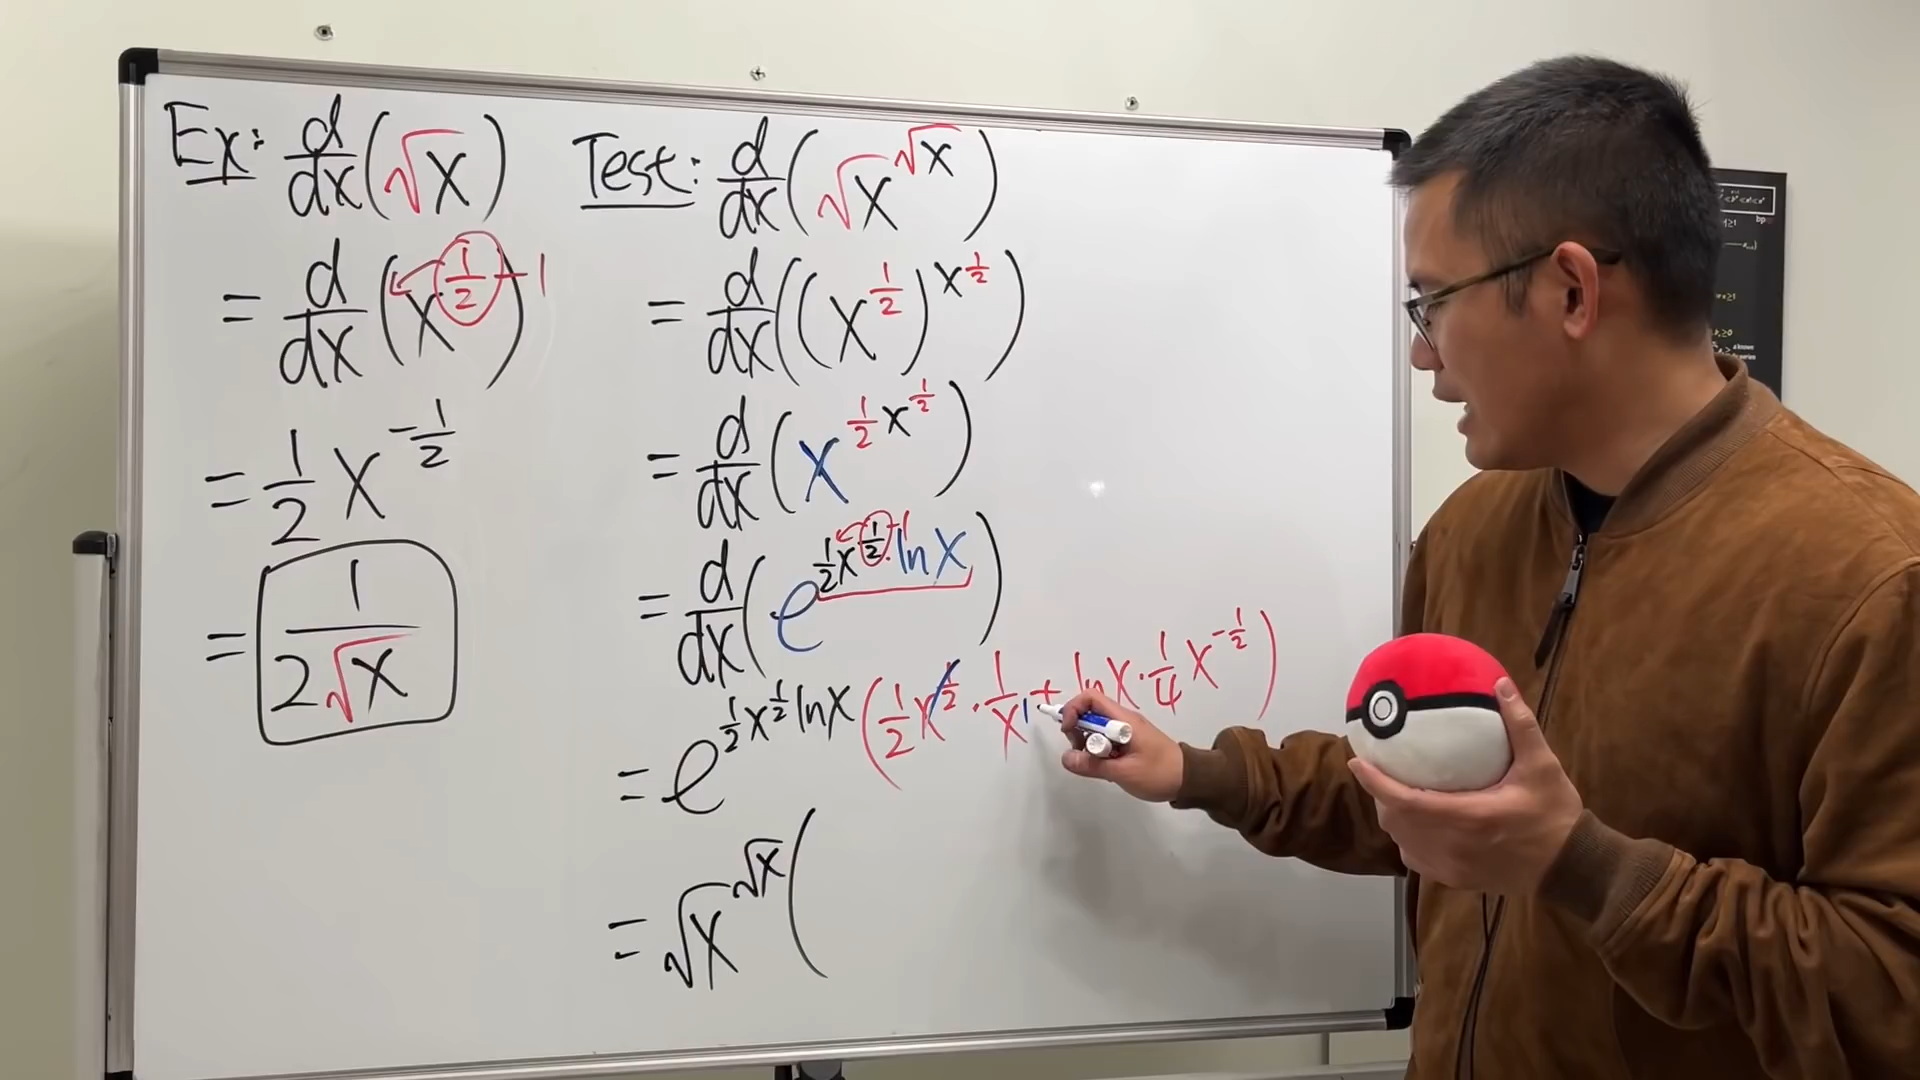 Ex: d/dx (√x)
= d/dx (x^(1/2)) -1
= 1/2 x^(-1/2)
= 1/(2√x)
Test: d/dx (√x^√x)
= d/dx ((x^(1/2))^(x^(1/2)))
= d/dx (x^(1/2 x^(1/2)))
= d/dx (e^(1/2 x^(1/2) · ln x)) -1
= e^(1/2 x^(1/2) ln x) (1/2 x^(1/2) · 1/x + ln x · 1/4 x^(-1/2))
= √x^√x (